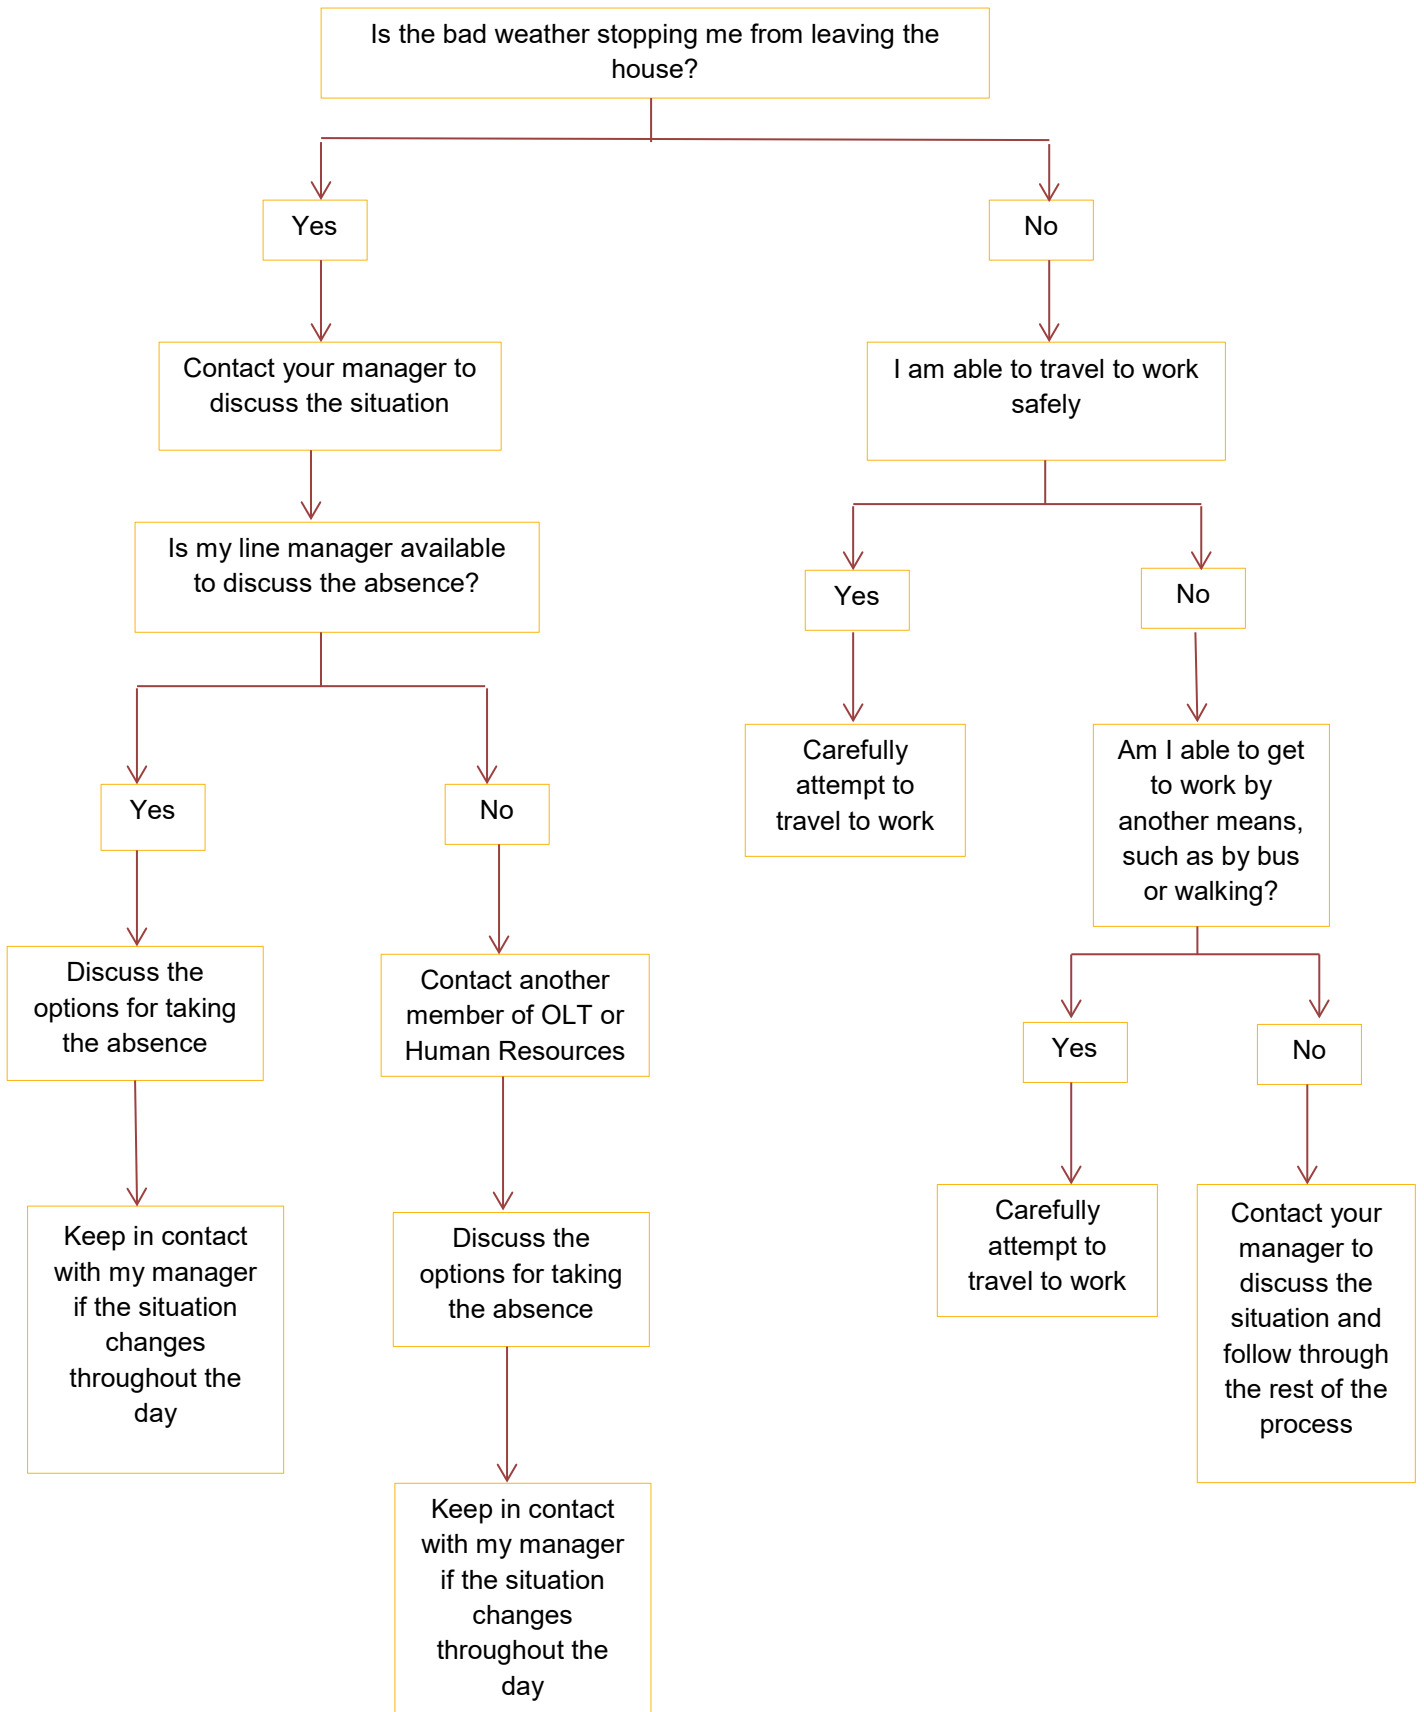 Is the bad weather stopping me from leaving the
house?
Yes
No
Contact your manager to
discuss the situation
I am able to travel to work
safely
Is my line manager available
to discuss the absence?
Yes
No
Yes
No
Carefully
attempt to
travel to work
Am I able to get
to work by
another means,
such as by bus
or walking?
Discuss the
options for taking
the absence
Contact another
member of OLT or
Human Resources
Yes
No
Keep in contact
with my manager
if the situation
changes
throughout the
day
Discuss the
options for taking
the absence
Carefully
attempt to
travel to work
Contact your
manager to
discuss the
situation and
follow through
the rest of the
process
Keep in contact
with my manager
if the situation
changes
throughout the
day